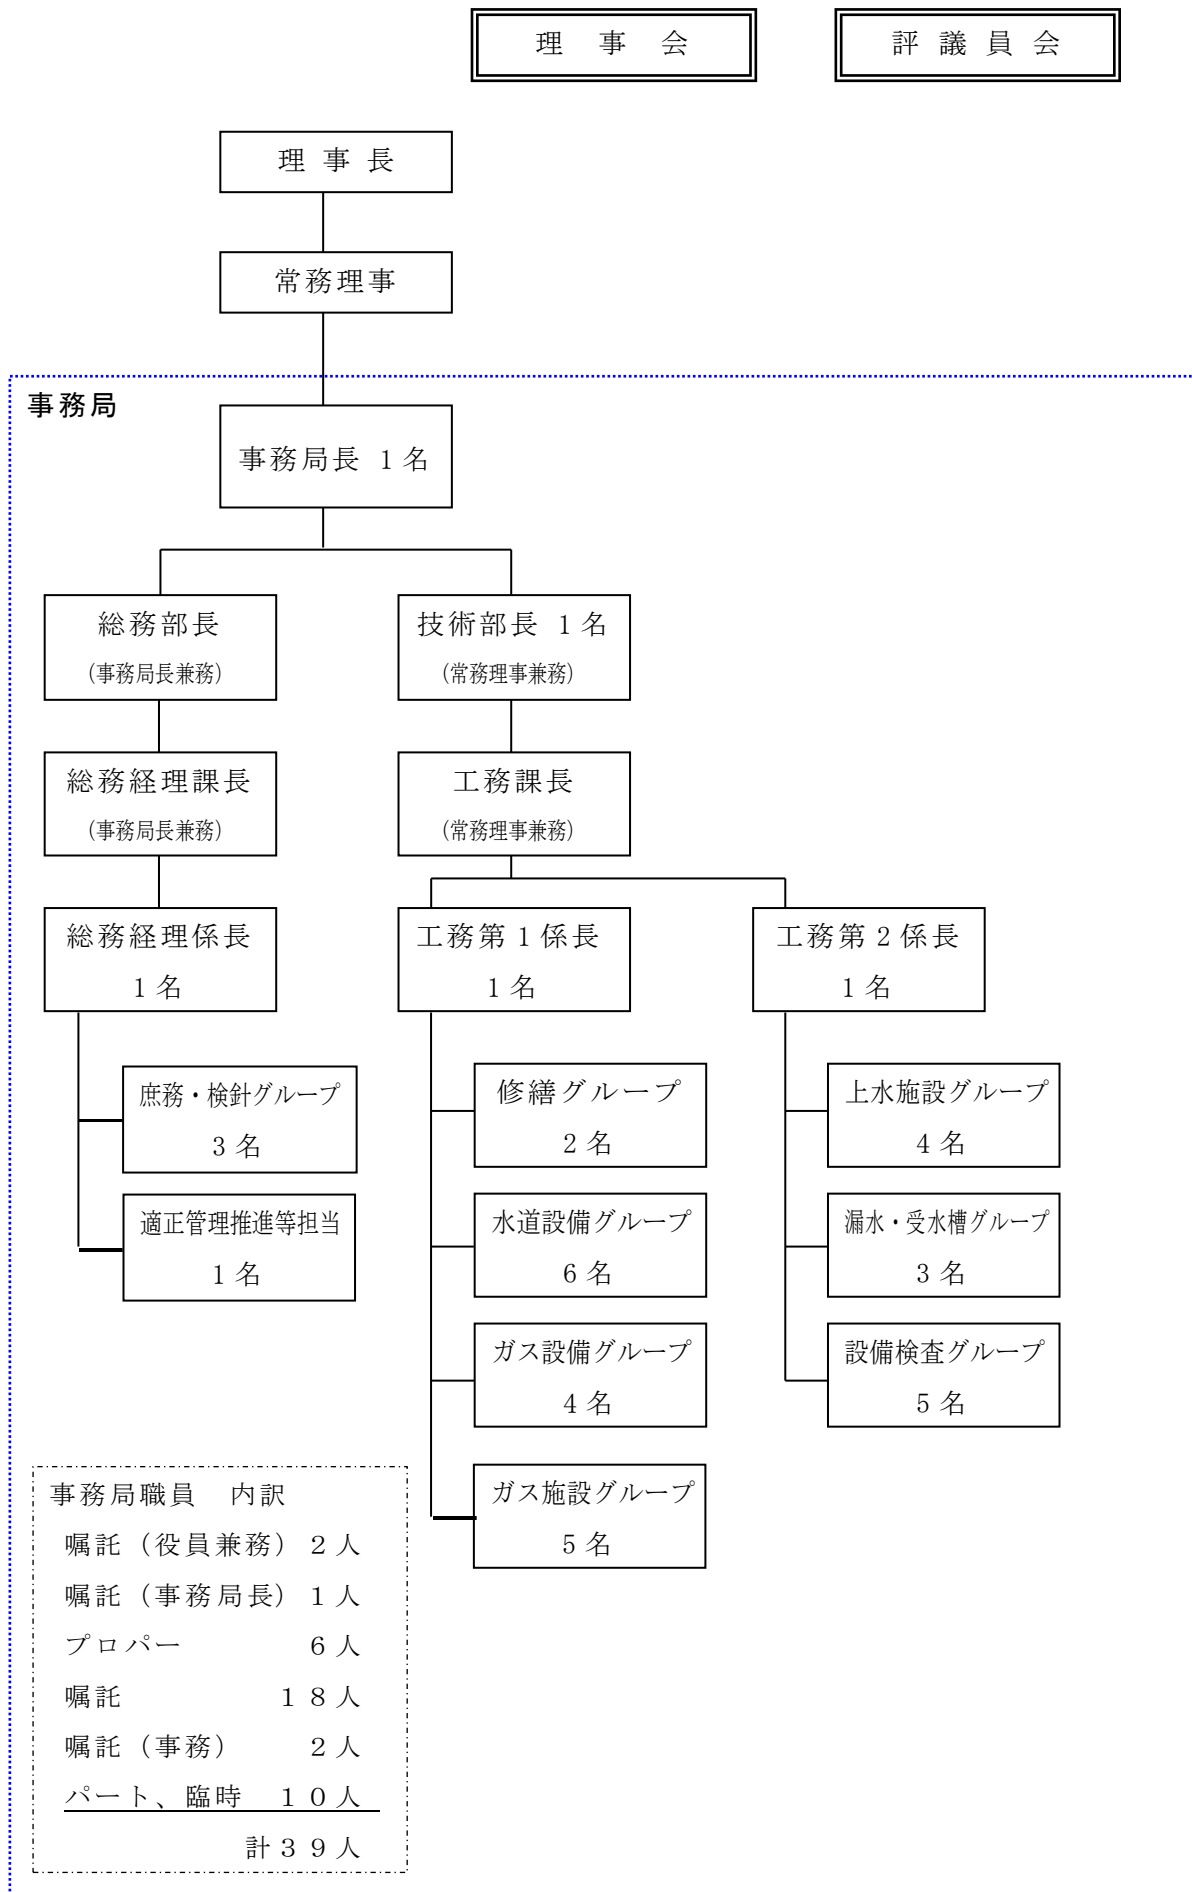 理 事 会
評 議 員 会
理 事 長
常務理事
事務局
事務局長 1名
総務部長
(事務局長兼務)
技術部長 1名
(常務理事兼務)
総務経理課長
(事務局長兼務)
工務課長
(常務理事兼務)
総務経理係長
1名
工務第1係長
1名
工務第2係長
1名
庶務・検針グループ
3名
適正管理推進等担当
1名
修繕グループ
2名
水道設備グループ
6名
ガス設備グループ
4名
ガス施設グループ
5名
上水施設グループ
4名
漏水・受水槽グループ
3名
設備検査グループ
5名
事務局職員 内訳
嘱託(役員兼務)2人
嘱託(事務局長)1人
プロパー 6人
嘱託 18人
嘱託(事務) 2人
パート、臨時 10人
計39人